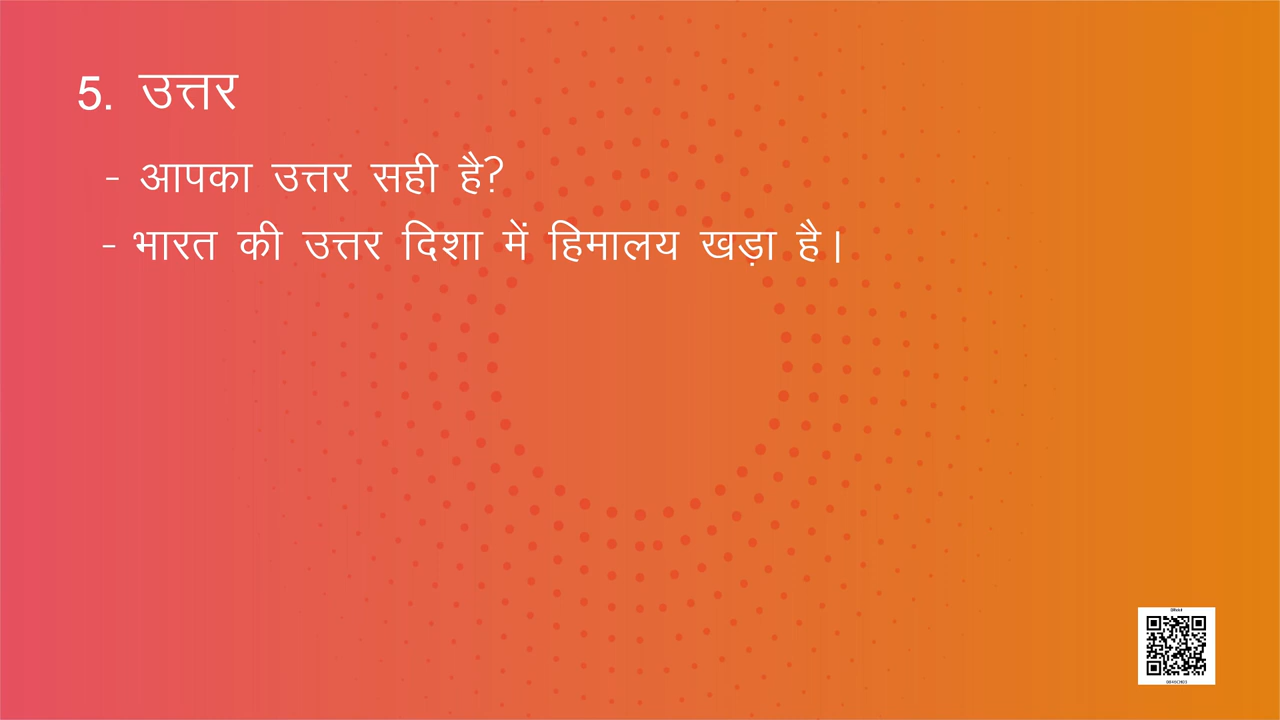 5. उत्तर
- आपका उत्तर सही है?
- भारत की उत्तर दिशा में हिमालय खड़ा है।